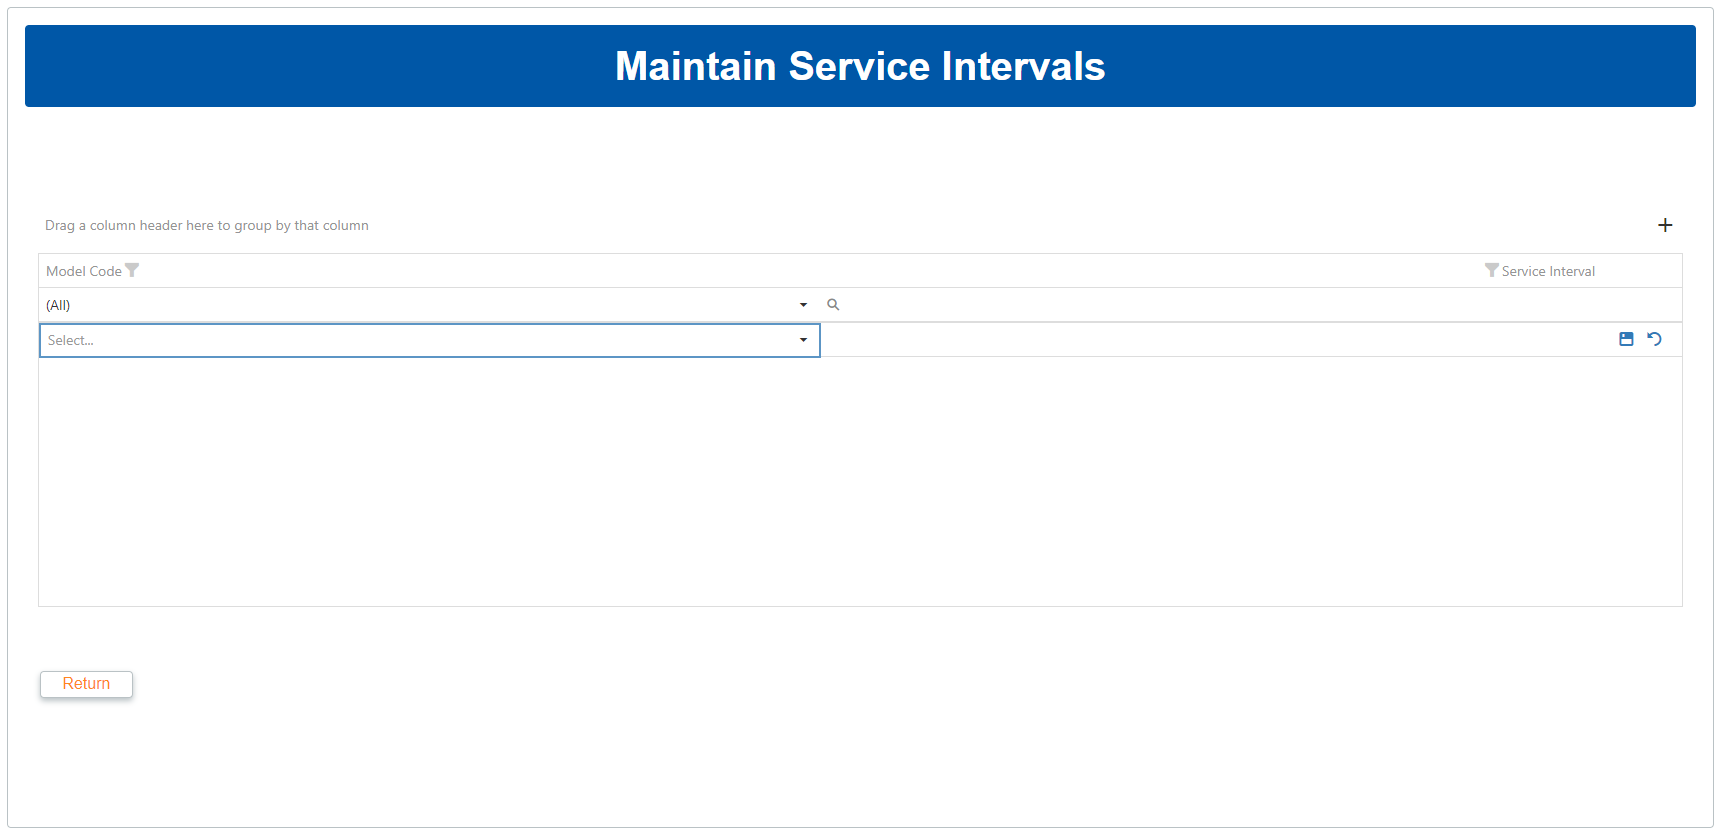 Maintain Service Intervals
Drag a column header here to group by that column
Model Code
Service Interval
(All)
Select...
Return